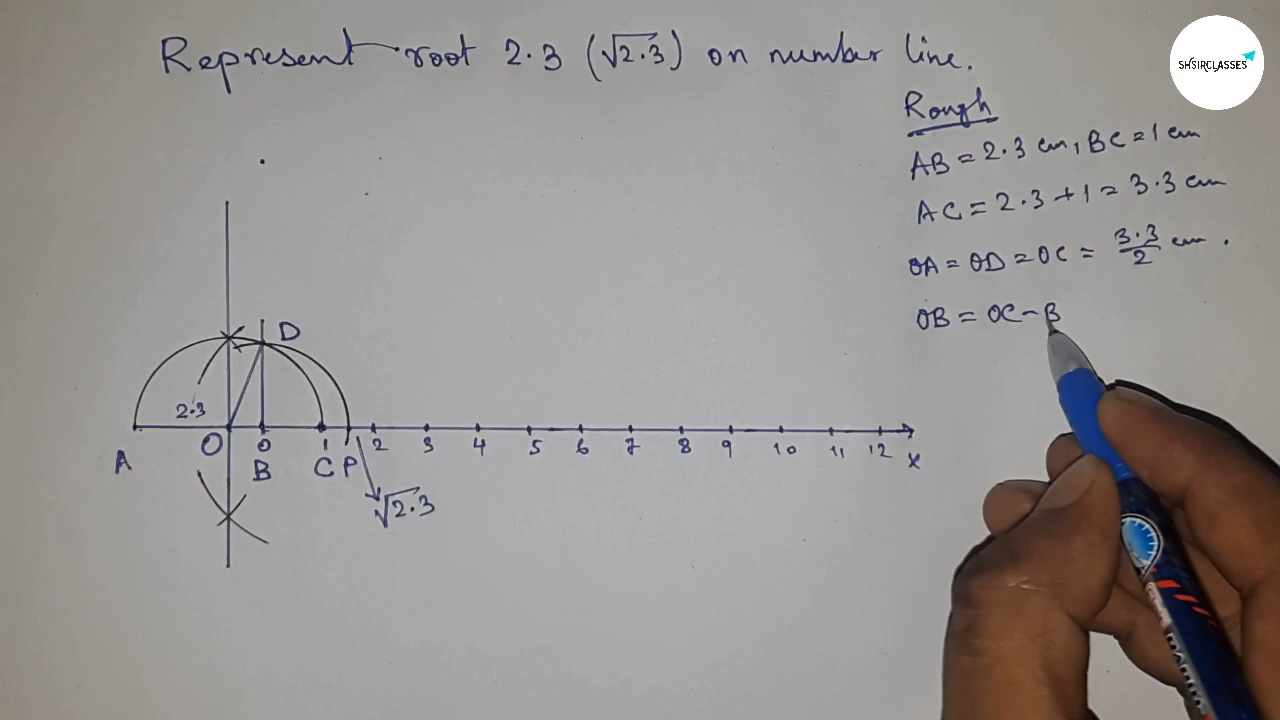 Represent root 2.3 (√2.3) on number line.
SHSIRCLASSES
Rough
AB = 2.3 cm, BC = 1 cm
AC = 2.3 + 1 = 3.3 cm
OA = OD = OC = 3.3/2 cm.
OB = OC - B
D
2.3
O 0 1 2 3 4 5 6 7 8 9 10 11 12 X
A B C P
√2.3